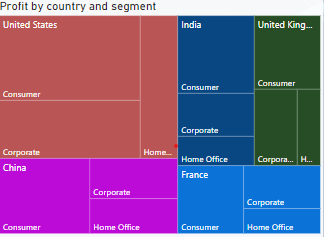 Profit by country and segment
United States
Consumer
Corporate
Home...
India
Consumer
Corporate
Home Office
United King...
Consumer
Corpora...
H...
China
Consumer
Corporate
Home Office
France
Consumer
Corporate
Home Office